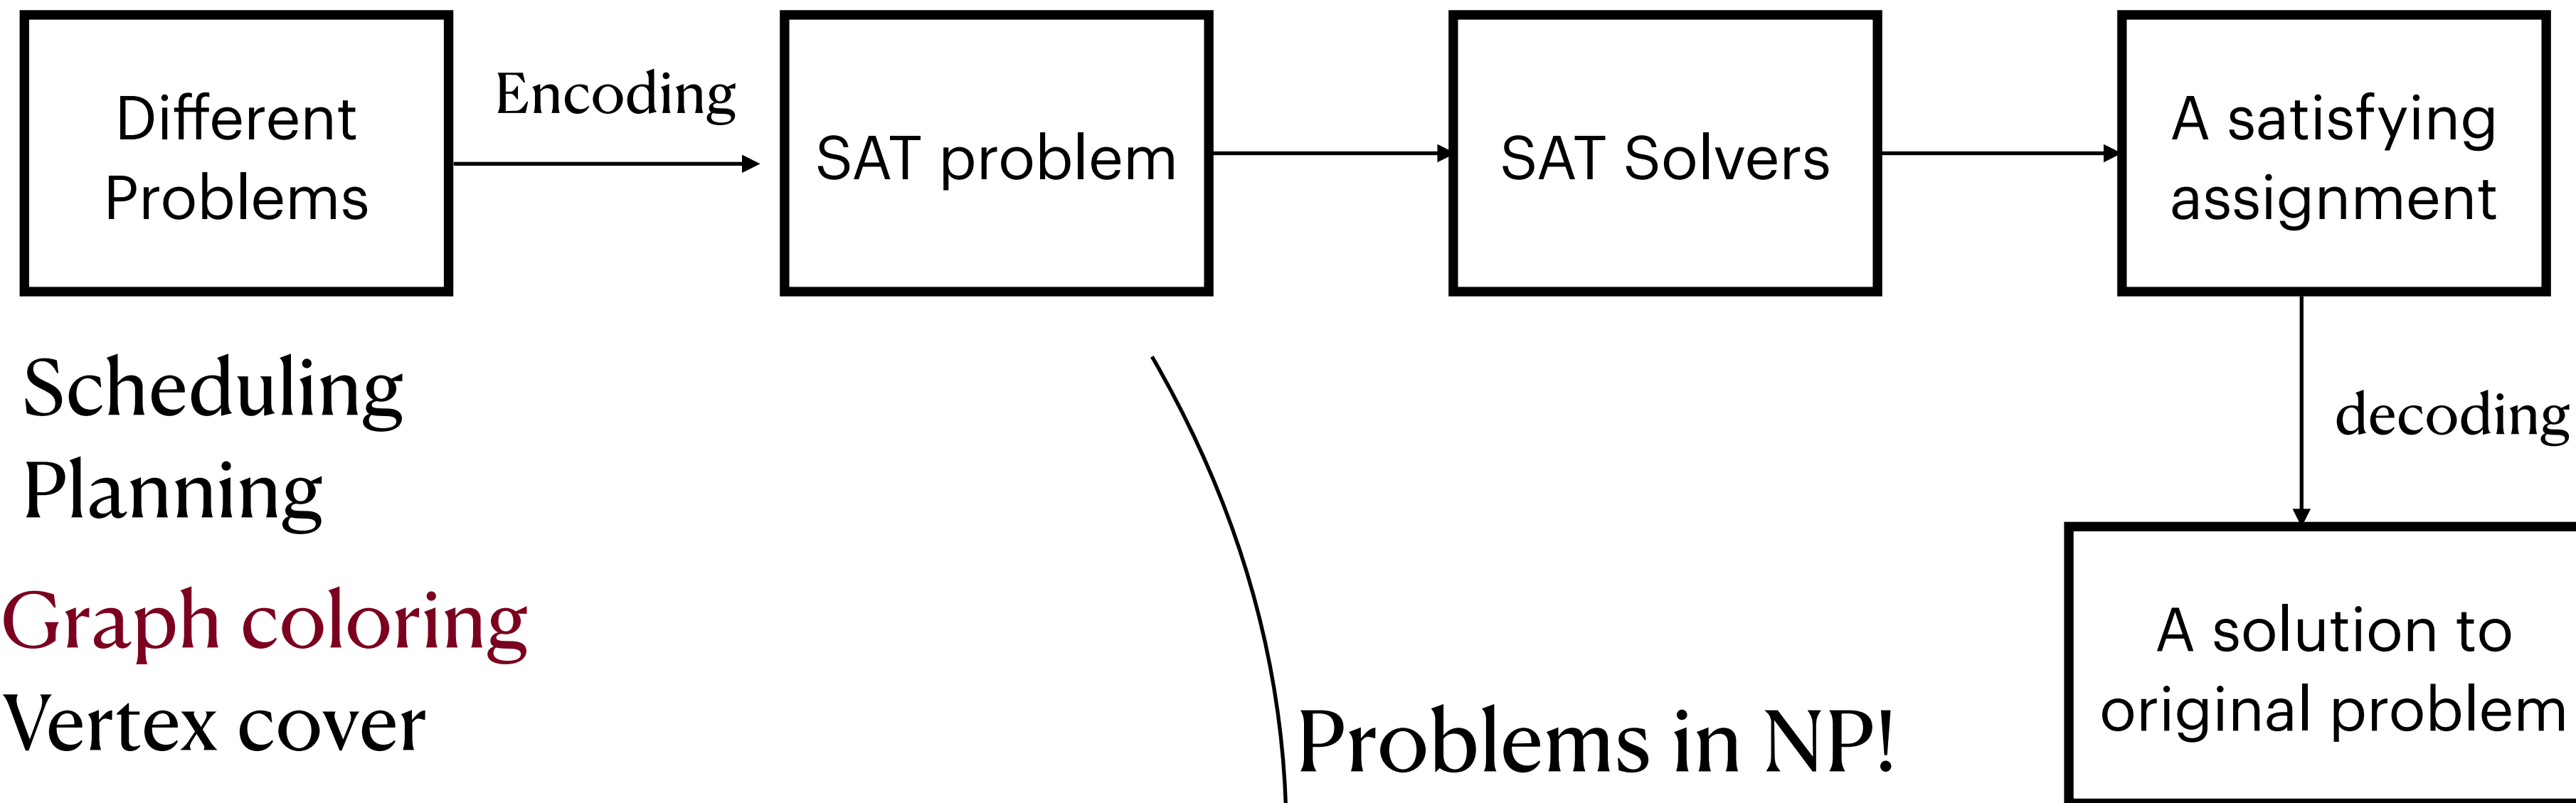 Different
Problems
Encoding
SAT problem
SAT Solvers
A satisfying
assignment
Scheduling
Planning
Graph coloring
Vertex cover
decoding
Problems in NP!
A solution to
original problem